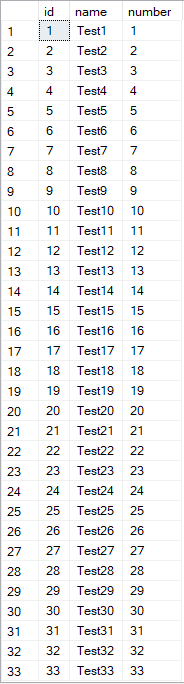 id name number
1 1 Test1 1
2 2 Test2 2
3 3 Test3 3
4 4 Test4 4
5 5 Test5 5
6 6 Test6 6
7 7 Test7 7
8 8 Test8 8
9 9 Test9 9
10 10 Test10 10
11 11 Test11 11
12 12 Test12 12
13 13 Test13 13
14 14 Test14 14
15 15 Test15 15
16 16 Test16 16
17 17 Test17 17
18 18 Test18 18
19 19 Test19 19
20 20 Test20 20
21 21 Test21 21
22 22 Test22 22
23 23 Test23 23
24 24 Test24 24
25 25 Test25 25
26 26 Test26 26
27 27 Test27 27
28 28 Test28 28
29 29 Test29 29
30 30 Test30 30
31 31 Test31 31
32 32 Test32 32
33 33 Test33 33